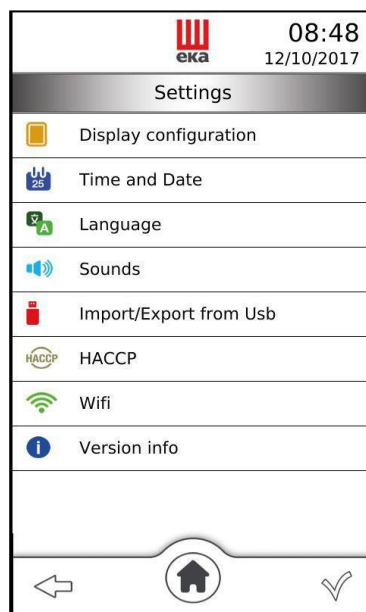 eka
08:48
12/10/2017
Settings
Display configuration
25
Time and Date
文
A
Language
Sounds
Import/Export from Usb
HACCP
HACCP
Wifi
i
Version info